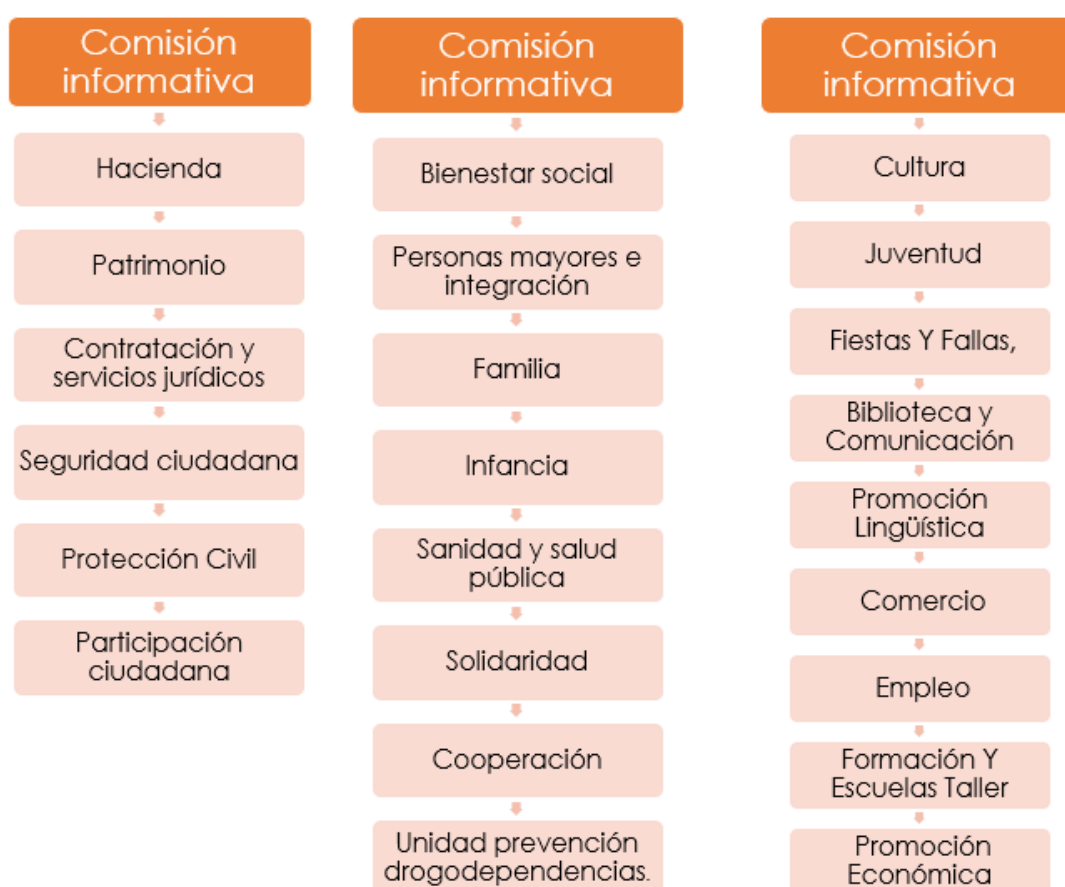 Comisión
informativa
Hacienda
Patrimonio
Contratación y
servicios jurídicos
Seguridad ciudadana
Protección Civil
Participación
ciudadana
Comisión
informativa
Bienestar social
Personas mayores e
integración
Familia
Infancia
Sanidad y salud
pública
Solidaridad
Cooperación
Unidad prevención
drogodependencias.
Comisión
informativa
Cultura
Juventud
Fiestas Y Fallas,
Biblioteca y
Comunicación
Promoción
Lingüística
Comercio
Empleo
Formación Y
Escuelas Taller
Promoción
Económica